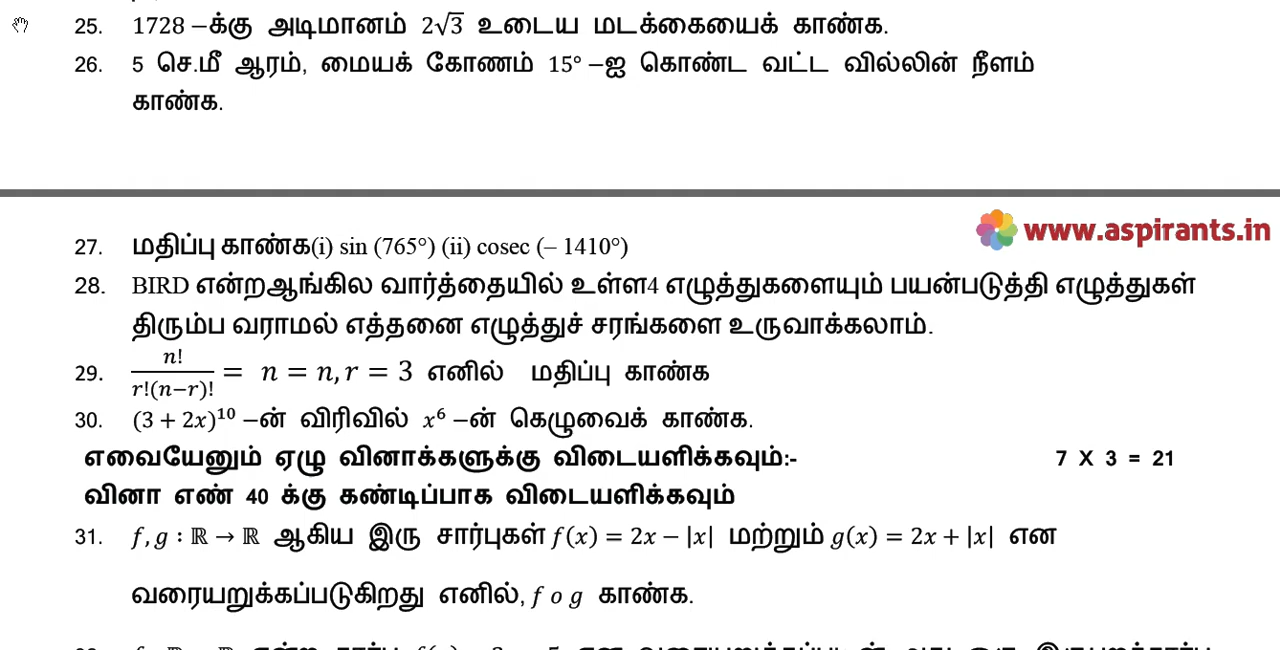 25. 1728 –க்கு அடிமானம் 2√3 உடைய மடக்கையைக் காண்க.
26. 5 செ.மீ ஆரம், மையக் கோணம் 15° –ஐ கொண்ட வட்ட வில்லின் நீளம்
காண்க.
www.aspirants.in
27. மதிப்பு காண்க(i) sin (765°) (ii) cosec (– 1410°)
28. BIRD என்றஆங்கில வார்த்தையில் உள்ள4 எழுத்துகளையும் பயன்படுத்தி எழுத்துகள்
திரும்ப வராமல் எத்தனை எழுத்துச் சரங்களை உருவாக்கலாம்.
29. n!/r!(n−r)! = n = n, r = 3 எனில் மதிப்பு காண்க
30. (3 + 2x)¹⁰ –ன் விரிவில் x⁶ –ன் கெழுவைக் காண்க.
எவையேனும் ஏழு வினாக்களுக்கு விடையளிக்கவும்:- 7 X 3 = 21
வினா எண் 40 க்கு கண்டிப்பாக விடையளிக்கவும்
31. f, g : ℝ → ℝ ஆகிய இரு சார்புகள் f(x) = 2x − |x| மற்றும் g(x) = 2x + |x| என
வரையறுக்கப்படுகிறது எனில், f o g காண்க.